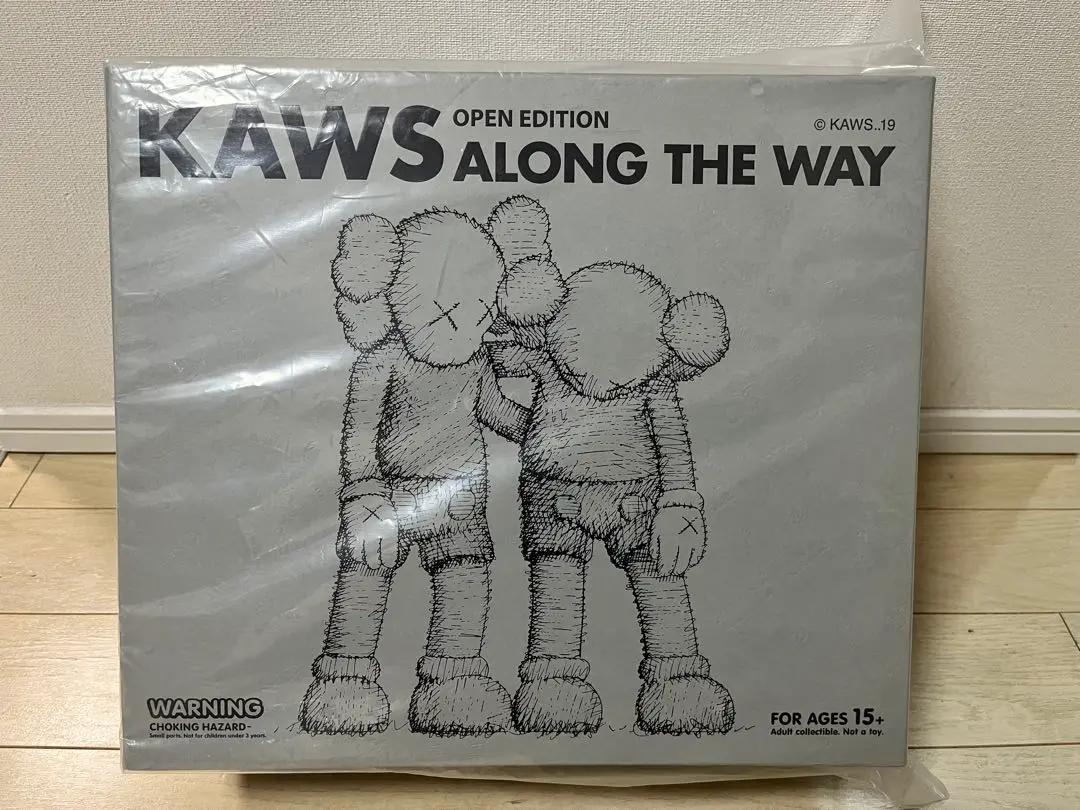 KAWS OPEN EDITION
ALONG THE WAY
© KAWS..19
WARNING
CHOKING HAZARD-
Small parts. Not for children under 3 years.
FOR AGES 15+
Adult collectible. Not a toy.